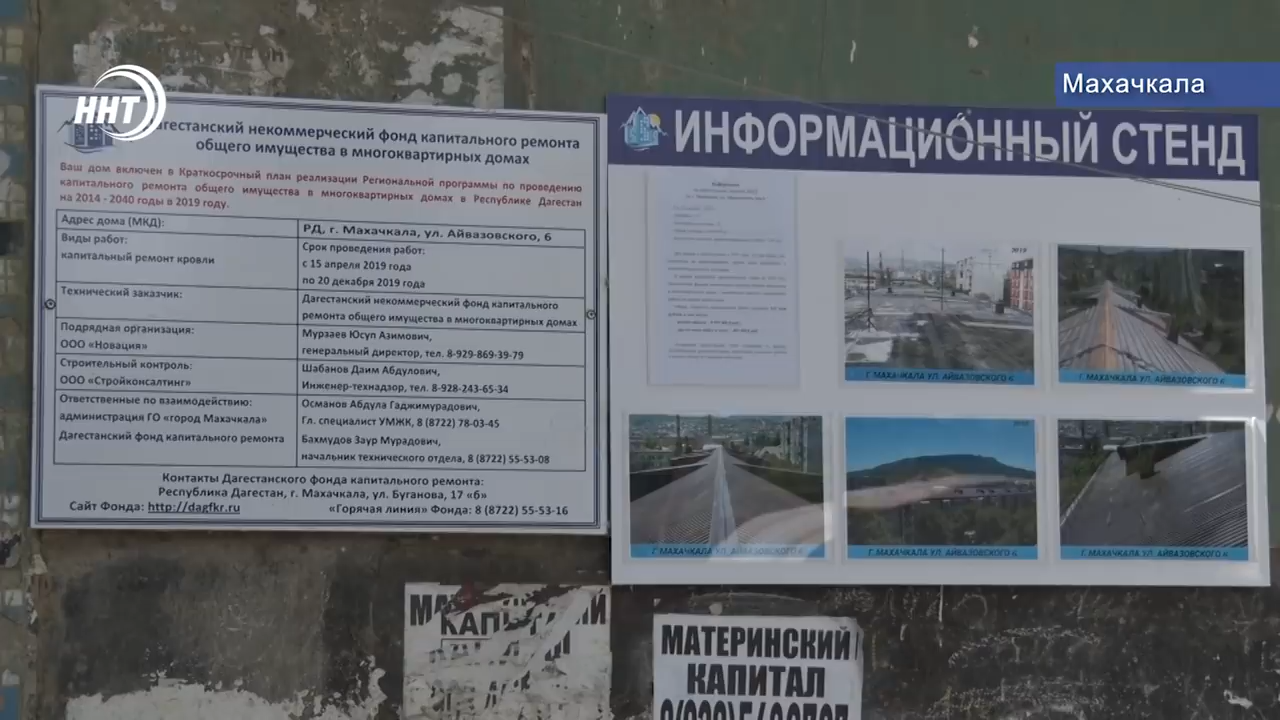 ННТ
Махачкала
Дагестанский некоммерческий фонд капитального ремонта
общего имущества в многоквартирных домах
Ваш дом включен в Краткосрочный план реализации Региональной программы по проведению
капитального ремонта общего имущества в многоквартирных домах в Республике Дагестан
на 2014 - 2040 годы в 2019 году.
Адрес дома (МКД):
РД, г. Махачкала, ул. Айвазовского, 6
Виды работ:
капитальный ремонт кровли
Срок проведения работ:
с 15 апреля 2019 года
по 20 декабря 2019 года
Технический заказчик:
Дагестанский некоммерческий фонд капитального
ремонта общего имущества в многоквартирных домах
Подрядная организация:
ООО «Новация»
Мурзаев Юсуп Азимович,
генеральный директор, тел. 8-929-869-39-79
Строительный контроль:
ООО «Стройконсалтинг»
Шабанов Даим Абдулович,
Инженер-технадзор, тел. 8-928-243-65-34
Ответственные по взаимодействию:
администрация ГО «город Махачкала»
Османов Абдула Гаджимурадович,
Гл. специалист УМЖК, 8 (8722) 78-03-45
Дагестанский фонд капитального ремонта
Бахмудов Заур Мурадович,
начальник технического отдела, 8 (8722) 55-53-08
Контакты Дагестанского фонда капитального ремонта:
Республика Дагестан, г. Махачкала, ул. Буганова, 17 «б»
Сайт Фонда: http://dagfkr.ru «Горячая линия» Фонда: 8 (8722) 55-53-16
ИНФОРМАЦИОННЫЙ СТЕНД
Г. МАХАЧКАЛА УЛ. АЙВАЗОВСКОГО 6
Г. МАХАЧКАЛА УЛ. АЙВАЗОВСКОГО 6
Г. МАХАЧКАЛА УЛ. АЙВАЗОВСКОГО 6
Г. МАХАЧКАЛА УЛ. АЙВАЗОВСКОГО 6
Г. МАХАЧКАЛА УЛ. АЙВАЗОВСКОГО 6
МАТЕРИНСКИЙ
КАПИТАЛ